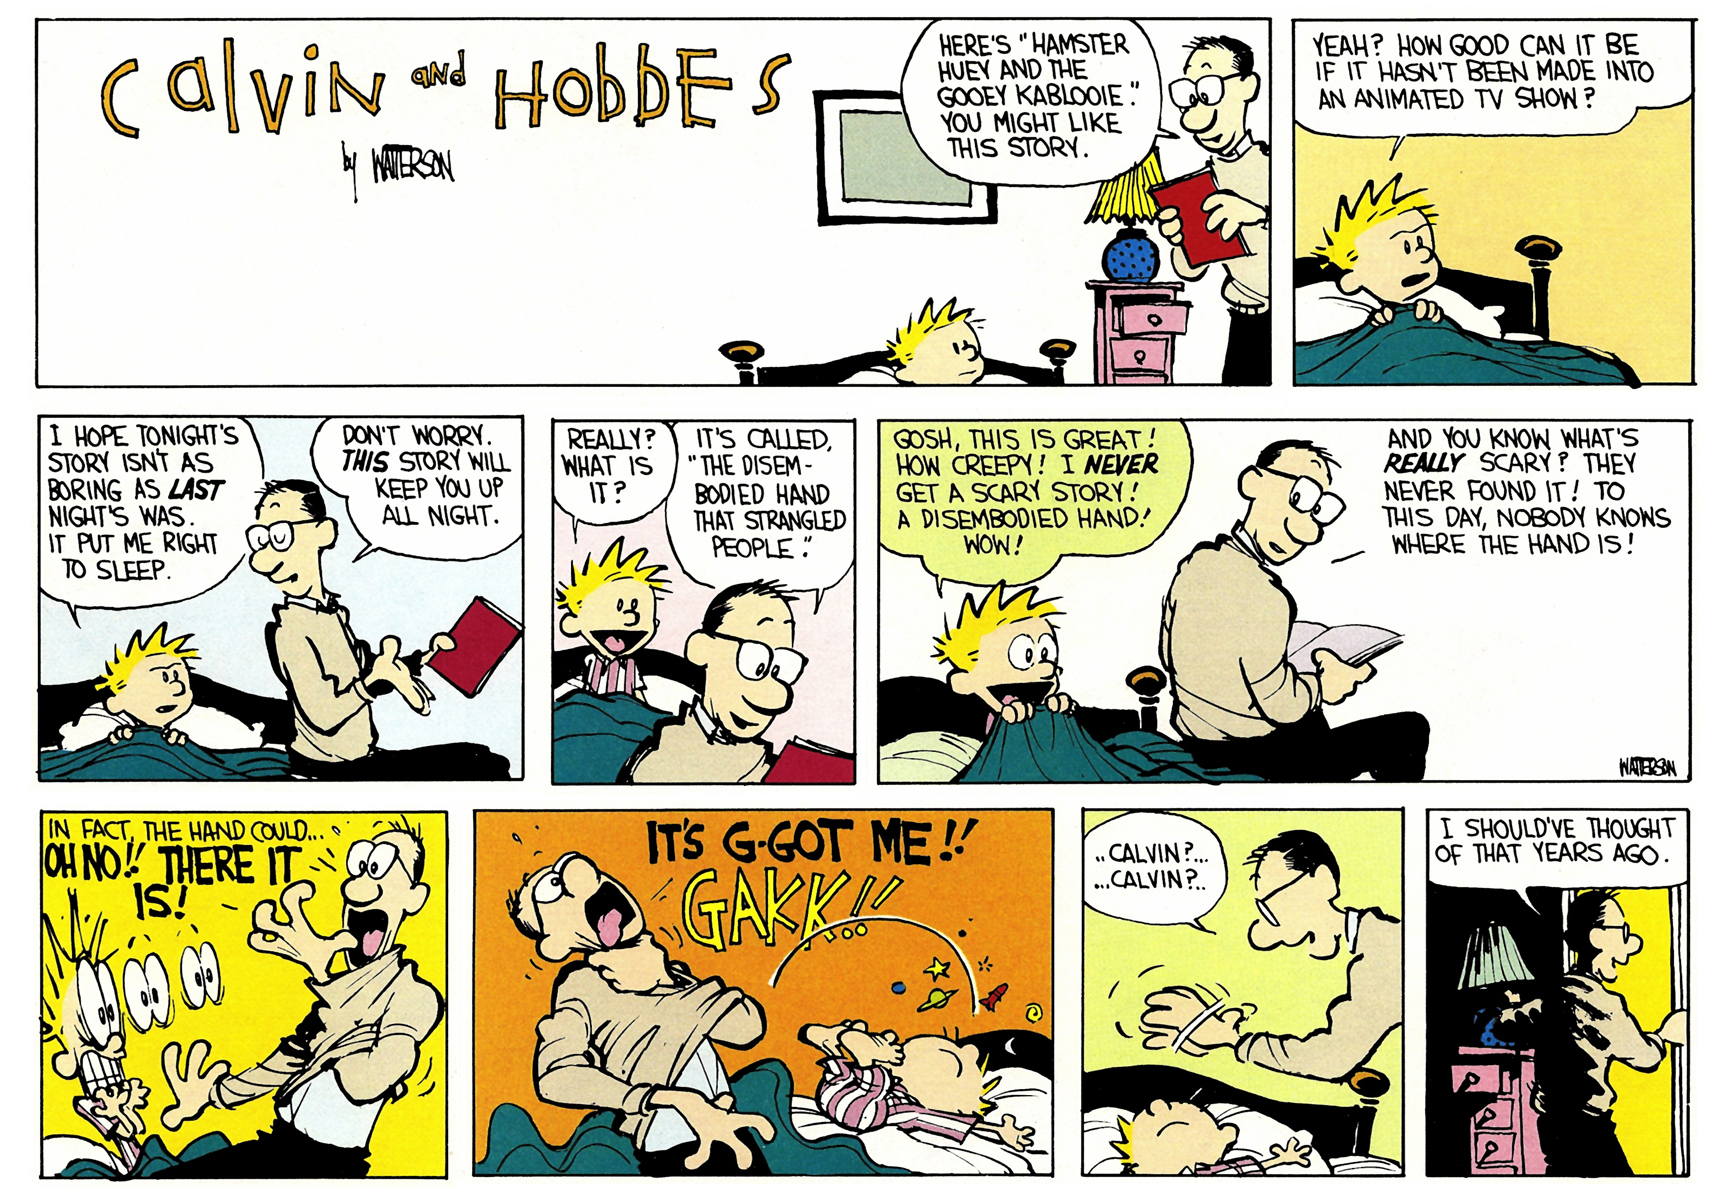 Calvin and Hobbes
by Watterson
HERE'S "HAMSTER
HUEY AND THE
GOOEY KABLOOIE."
YOU MIGHT LIKE
THIS STORY.
YEAH? HOW GOOD CAN IT BE
IF IT HASN'T BEEN MADE INTO
AN ANIMATED TV SHOW?
I HOPE TONIGHT'S
STORY ISN'T AS
BORING AS LAST
NIGHT'S WAS.
IT PUT ME RIGHT
TO SLEEP.
DON'T WORRY.
THIS STORY WILL
KEEP YOU UP
ALL NIGHT.
REALLY?
WHAT IS
IT?
IT'S CALLED,
"THE DISEM-
BODIED HAND
THAT STRANGLED
PEOPLE."
GOSH, THIS IS GREAT!
HOW CREEPY! I NEVER
GET A SCARY STORY!
A DISEMBODIED HAND!
WOW!
AND YOU KNOW WHAT'S
REALLY SCARY? THEY
NEVER FOUND IT! TO
THIS DAY, NOBODY KNOWS
WHERE THE HAND IS!
WATTERSON
IN FACT, THE HAND COULD...
OH NO!! THERE IT
IS!
IT'S G-GOT ME!!
GAKK!!
..CALVIN?...
...CALVIN?..
I SHOULD'VE THOUGHT
OF THAT YEARS AGO.